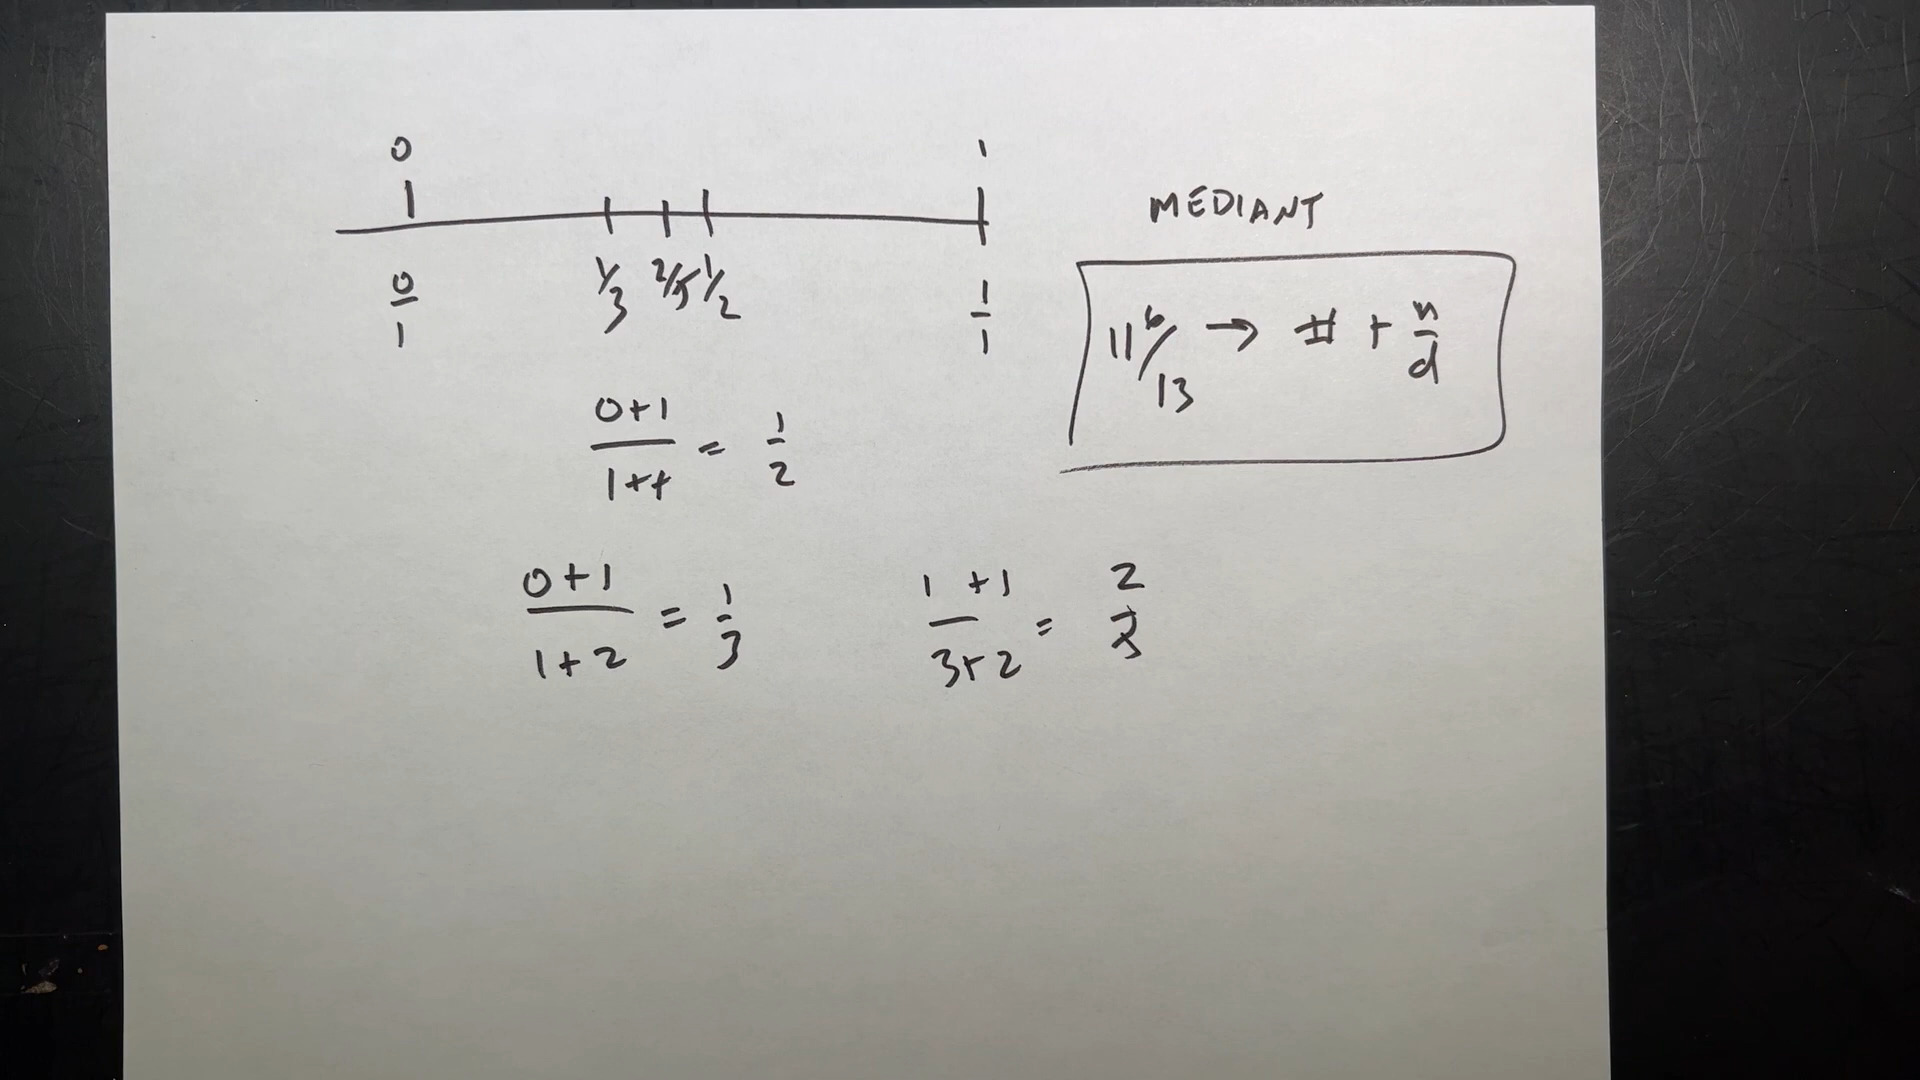 0 1
0/1 1/3 2/5 1/2 1/1
MEDIANT
11 6/13 → # + n/d
0+1/1+1 = 1/2
0+1/1+2 = 1/3
1+1/3+2 = 2/5